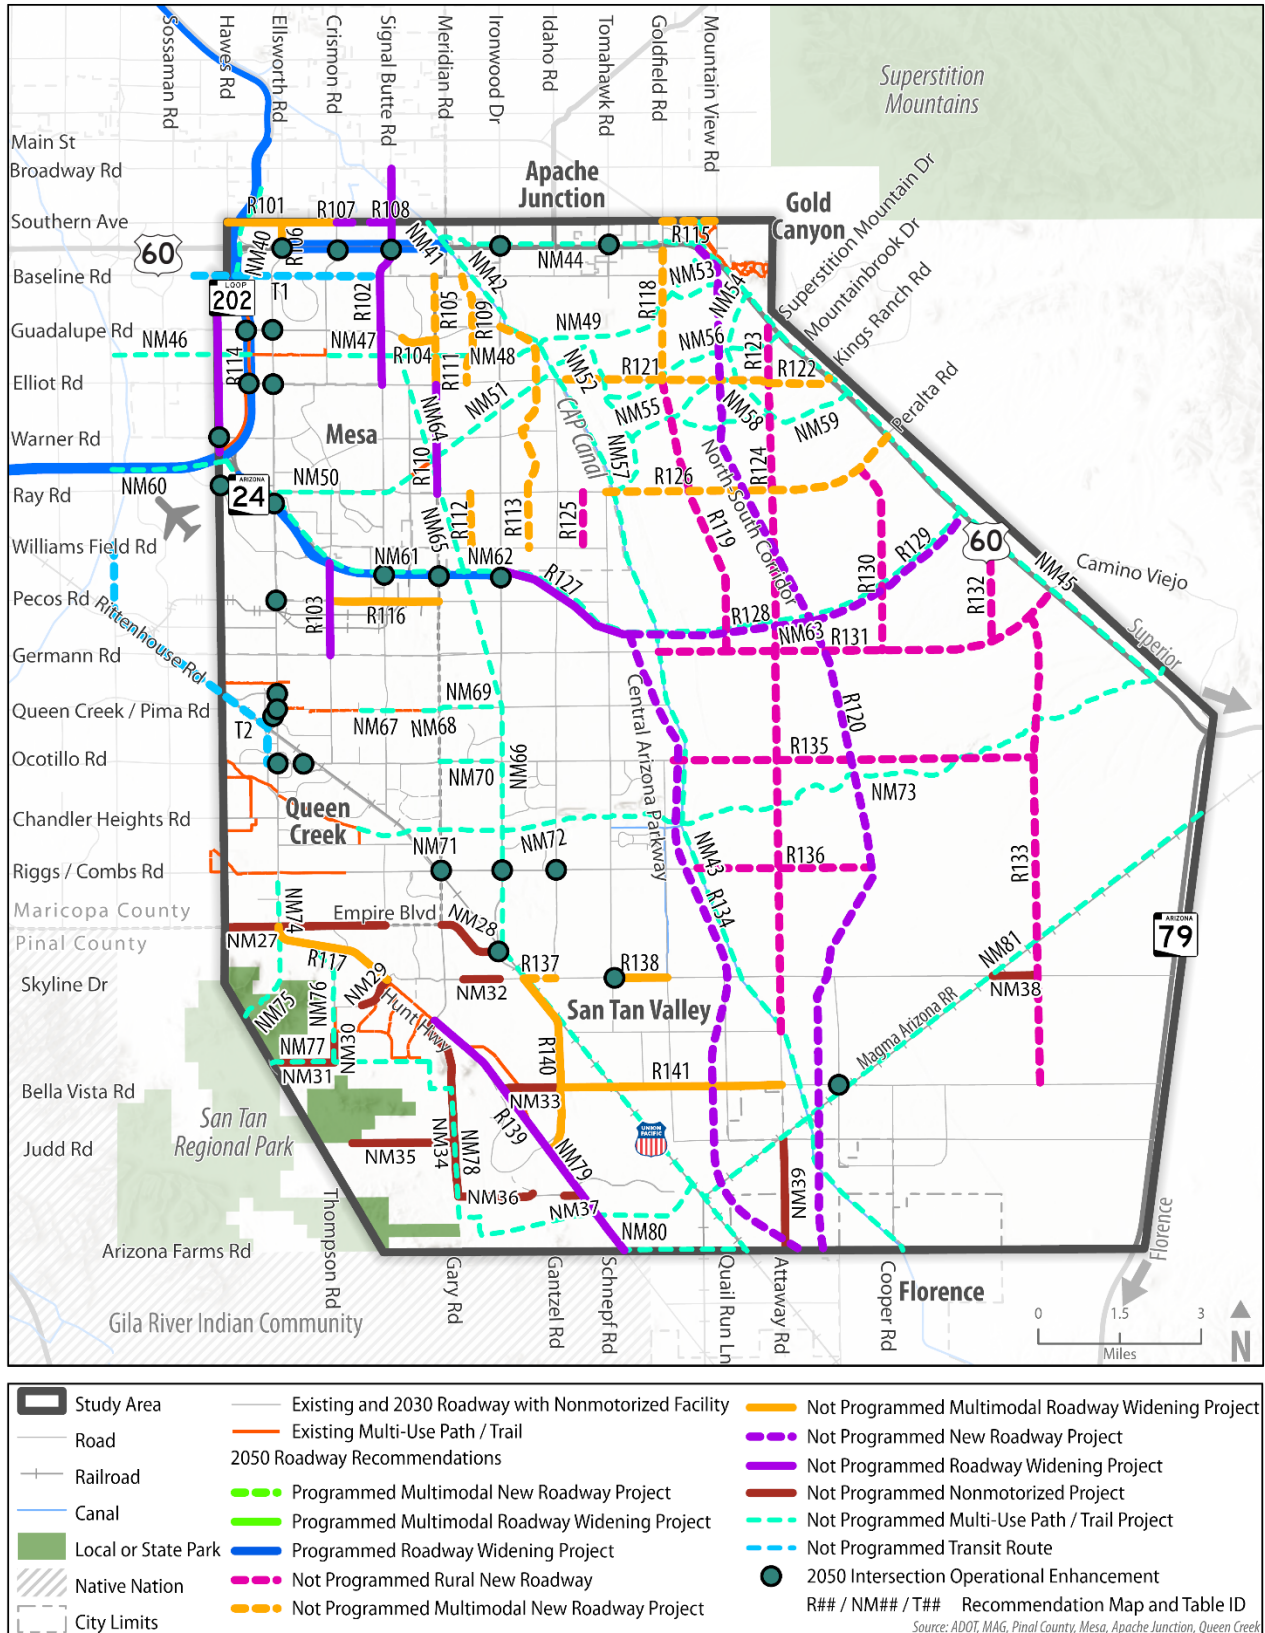 Sossaman Rd
Hawes Rd
Ellsworth Rd
Crismon Rd
Signal Butte Rd
Meridian Rd
Ironwood Dr
Idaho Rd
Tomahawk Rd
Goldfield Rd
Mountain View Rd
Superstition
Mountains
Main St
Broadway Rd
Southern Ave
Baseline Rd
Guadalupe Rd
Elliot Rd
Warner Rd
Ray Rd
Williams Field Rd
Pecos Rd
Germann Rd
Queen Creek / Pima Rd
Ocotillo Rd
Chandler Heights Rd
Riggs / Combs Rd
Maricopa County
Pinal County
Skyline Dr
Bella Vista Rd
Judd Rd
Arizona Farms Rd
Apache
Junction
Gold
Canyon
Superstition Mountain Dr
Mountainbrook Dr
Kings Ranch Rd
Peralta Rd
R101
R107
R108
R106
NM40
NM41
NM42
NM44
R115
NM53
NM54
60
LOOP
202
T1
R102
R105
R109
R118
NM49
NM56
R123
NM46
R114
NM47
R104
R111
NM48
NM52
R121
R122
NM51
NM55
NM58
NM59
NM64
Mesa
CAP Canal
NM57
North-South Corridor
R124
R110
R126
NM60
ARIZONA
24
NM50
R112
R113
R125
R119
NM65
NM61
NM62
R127
R129
60
NM45
Camino Viejo
R130
R132
R103
R116
R128
NM63
R131
Rittenhouse Rd
Superior
T2
NM69
NM67
NM68
Central Arizona Parkway
R120
NM70
NM66
R135
NM73
Queen
Creek
NM71
NM72
NM43
R136
R133
R134
NM74
Empire Blvd
NM28
NM27
R117
NM29
R137
R138
NM81
NM38
ARIZONA
79
NM32
NM75
NM76
Hunt Hwy
San Tan Valley
Magma Arizona RR
NM77
NM30
NM31
R140
R141
NM33
R139
San Tan
Regional Park
UNION
PACIFIC
NM35
NM34
NM78
NM79
NM36
NM37
NM39
NM80
Thompson Rd
Gary Rd
Gantzel Rd
Schnepf Rd
Quail Run Ln
Attaway Rd
Cooper Rd
Florence
Florence
Gila River Indian Community
0 1.5 3
Miles
N
Study Area
Road
Railroad
Canal
Local or State Park
Native Nation
City Limits
Existing and 2030 Roadway with Nonmotorized Facility
Existing Multi-Use Path / Trail
2050 Roadway Recommendations
Programmed Multimodal New Roadway Project
Programmed Multimodal Roadway Widening Project
Programmed Roadway Widening Project
Not Programmed Rural New Roadway
Not Programmed Multimodal New Roadway Project
Not Programmed Multimodal Roadway Widening Project
Not Programmed New Roadway Project
Not Programmed Roadway Widening Project
Not Programmed Nonmotorized Project
Not Programmed Multi-Use Path / Trail Project
Not Programmed Transit Route
2050 Intersection Operational Enhancement
R## / NM## / T## Recommendation Map and Table ID
Source: ADOT, MAG, Pinal County, Mesa, Apache Junction, Queen Creek